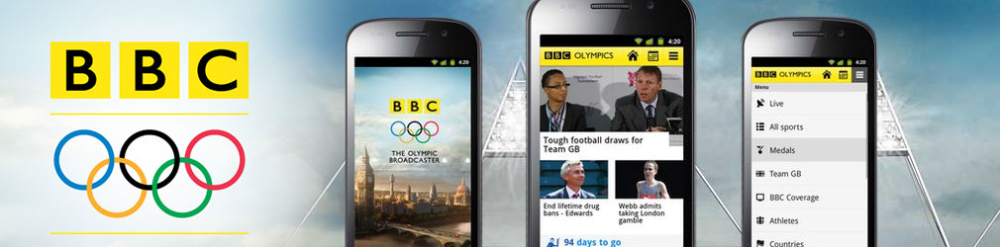 BBC
4:20
BBC
THE OLYMPIC
BROADCASTER
4:20
BBC OLYMPICS
Tough football draws for
Team GB
End lifetime drug
bans - Edwards
Webb admits
taking London
gamble
94 days to go
4:20
BBC OLYMPICS
Menu
Live
All sports
Medals
Team GB
BBC Coverage
Athletes
Countries